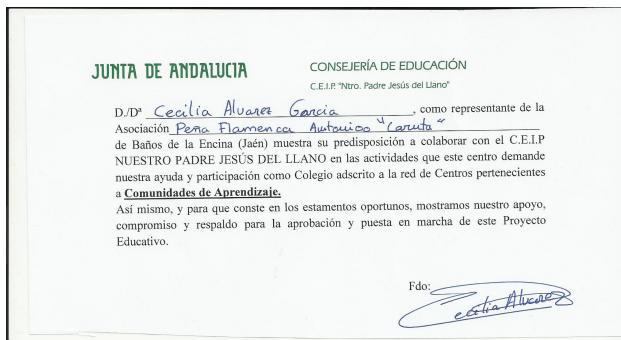 JUNTA DE ANDALUCIA
CONSEJERÍA DE EDUCACIÓN
C.E.I.P. "Ntro. Padre Jesús del Llano"
D./Dª Cecilia Alvarez Garcia, como representante de la
Asociación Peña Flamenca Antonico "Caruta"
de Baños de la Encina (Jaén) muestra su predisposición a colaborar con el C.E.I.P
NUESTRO PADRE JESÚS DEL LLANO en las actividades que este centro demande
nuestra ayuda y participación como Colegio adscrito a la red de Centros pertenecientes
a Comunidades de Aprendizaje.
Así mismo, y para que conste en los estamentos oportunos, mostramos nuestro apoyo,
compromiso y respaldo para la aprobación y puesta en marcha de este Proyecto
Educativo.
Fdo:
Cecilia Alvarez